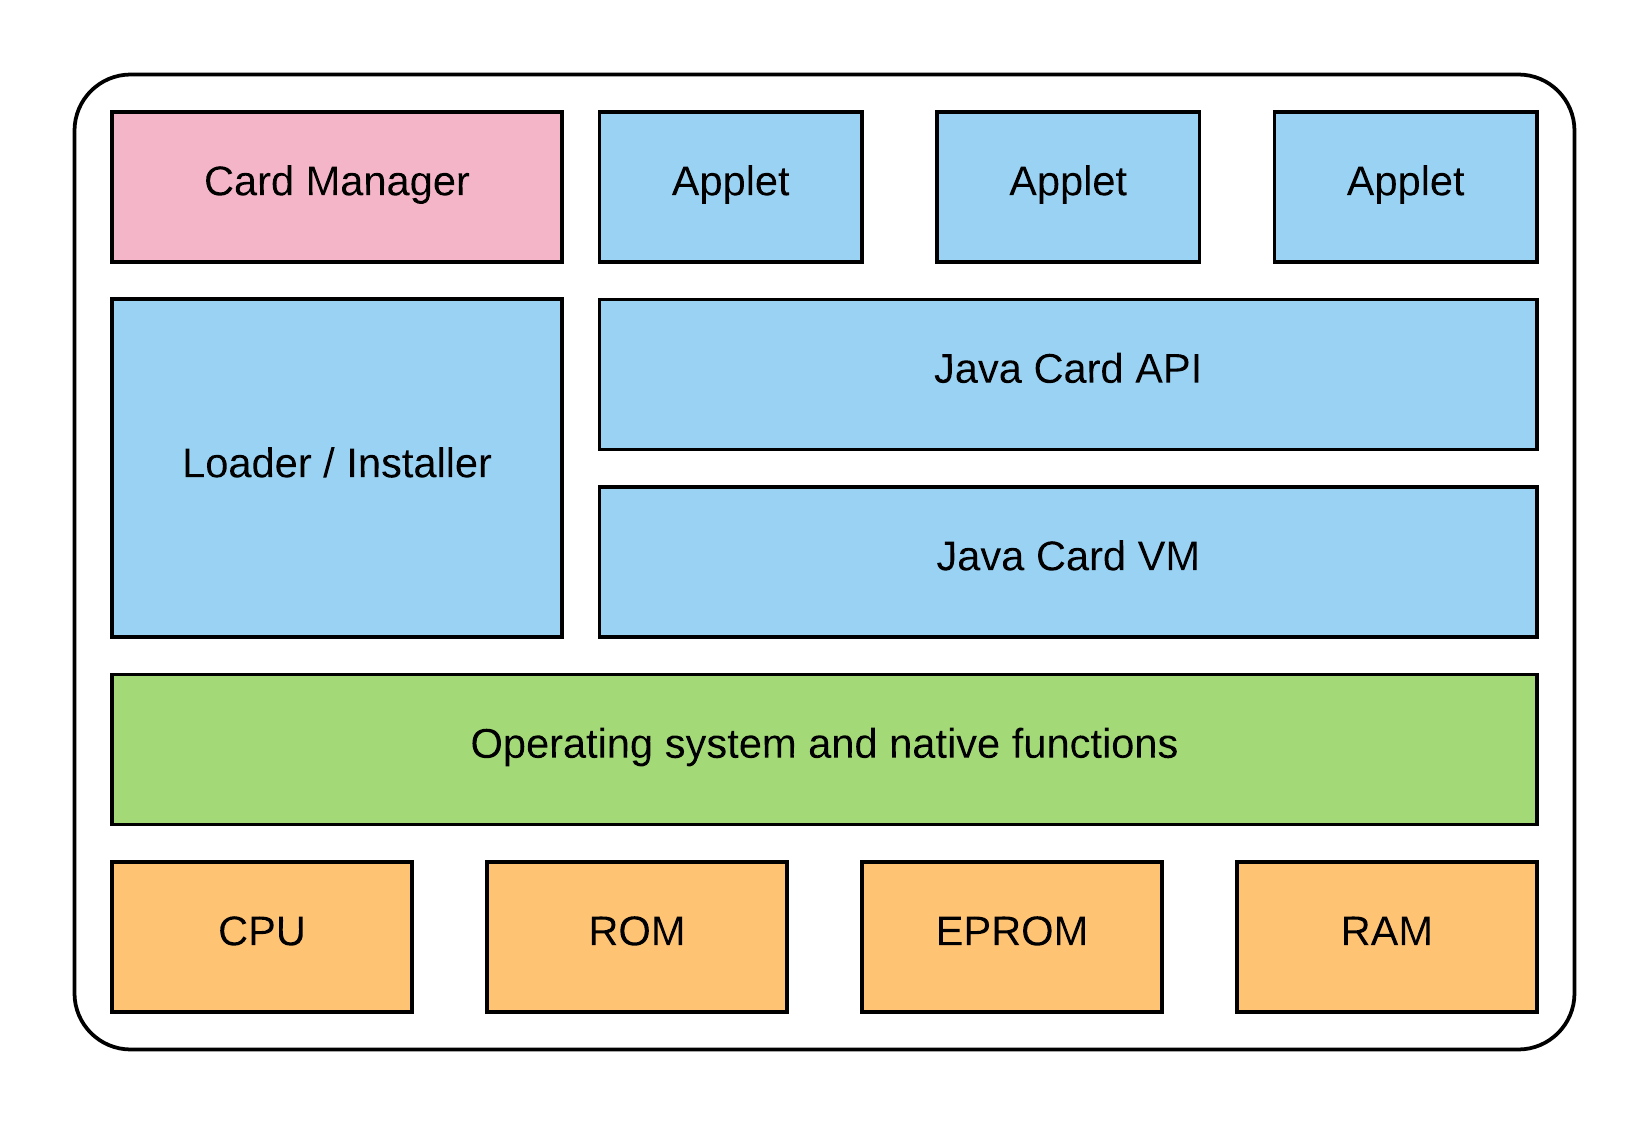 Card Manager
Applet
Applet
Applet
Loader / Installer
Java Card API
Java Card VM
Operating system and native functions
CPU
ROM
EPROM
RAM